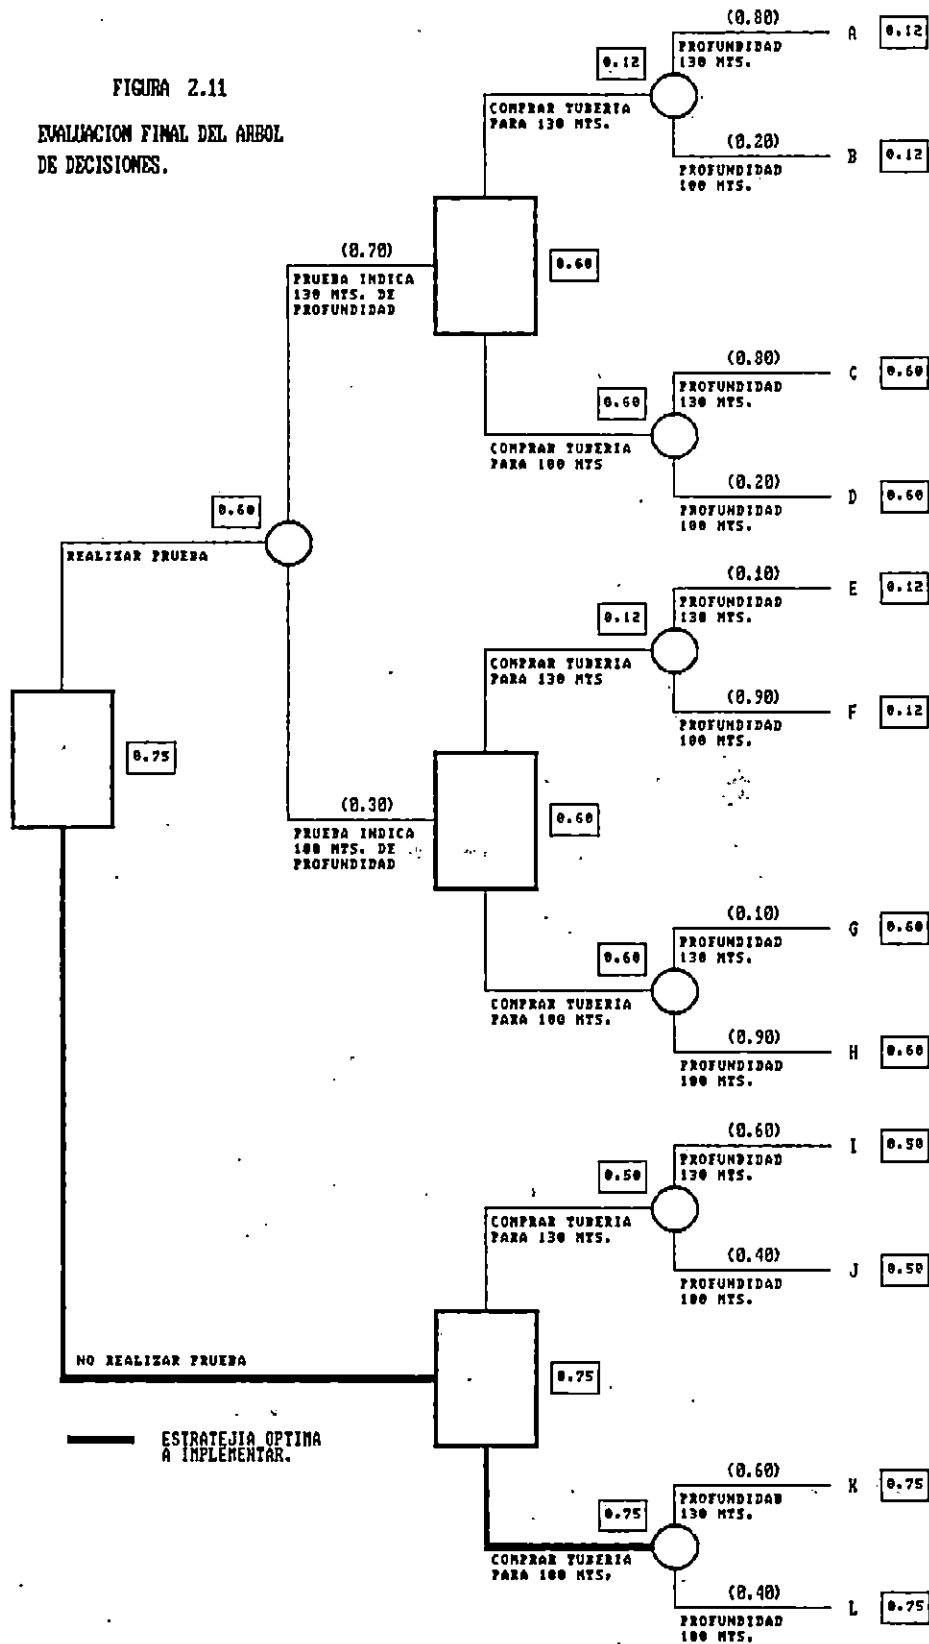 FIGURA 2.11
EVALUACION FINAL DEL ARBOL
DE DECISIONES.
(0.80)
PROFUNDIDAD
130 MTS.
A 0.12
0.12
COMPRAR TUBERIA
PARA 130 MTS.
(0.20)
PROFUNDIDAD
100 MTS.
B 0.12
(0.70)
PRUEBA INDICA
130 MTS. DE
PROFUNDIDAD
0.60
(0.80)
PROFUNDIDAD
130 MTS.
C 0.60
0.60
COMPRAR TUBERIA
PARA 100 MTS
(0.20)
PROFUNDIDAD
100 MTS.
D 0.60
0.60
REALIZAR PRUEBA
(0.10)
PROFUNDIDAD
130 MTS.
E 0.12
0.12
COMPRAR TUBERIA
PARA 130 MTS
(0.90)
PROFUNDIDAD
100 MTS.
F 0.12
0.75
(0.30)
PRUEBA INDICA
100 MTS. DE
PROFUNDIDAD
0.60
(0.10)
PROFUNDIDAD
130 MTS.
G 0.60
0.60
COMPRAR TUBERIA
PARA 100 MTS.
(0.90)
PROFUNDIDAD
100 MTS.
H 0.60
(0.60)
PROFUNDIDAD
130 MTS.
I 0.50
0.50
COMPRAR TUBERIA
PARA 130 MTS.
(0.40)
PROFUNDIDAD
100 MTS.
J 0.50
NO REALIZAR PRUEBA
0.75
ESTRATEJIA OPTIMA
A IMPLEMENTAR.
(0.60)
PROFUNDIDAD
130 MTS.
K 0.75
0.75
COMPRAR TUBERIA
PARA 100 MTS.
(0.40)
PROFUNDIDAD
100 MTS.
L 0.75